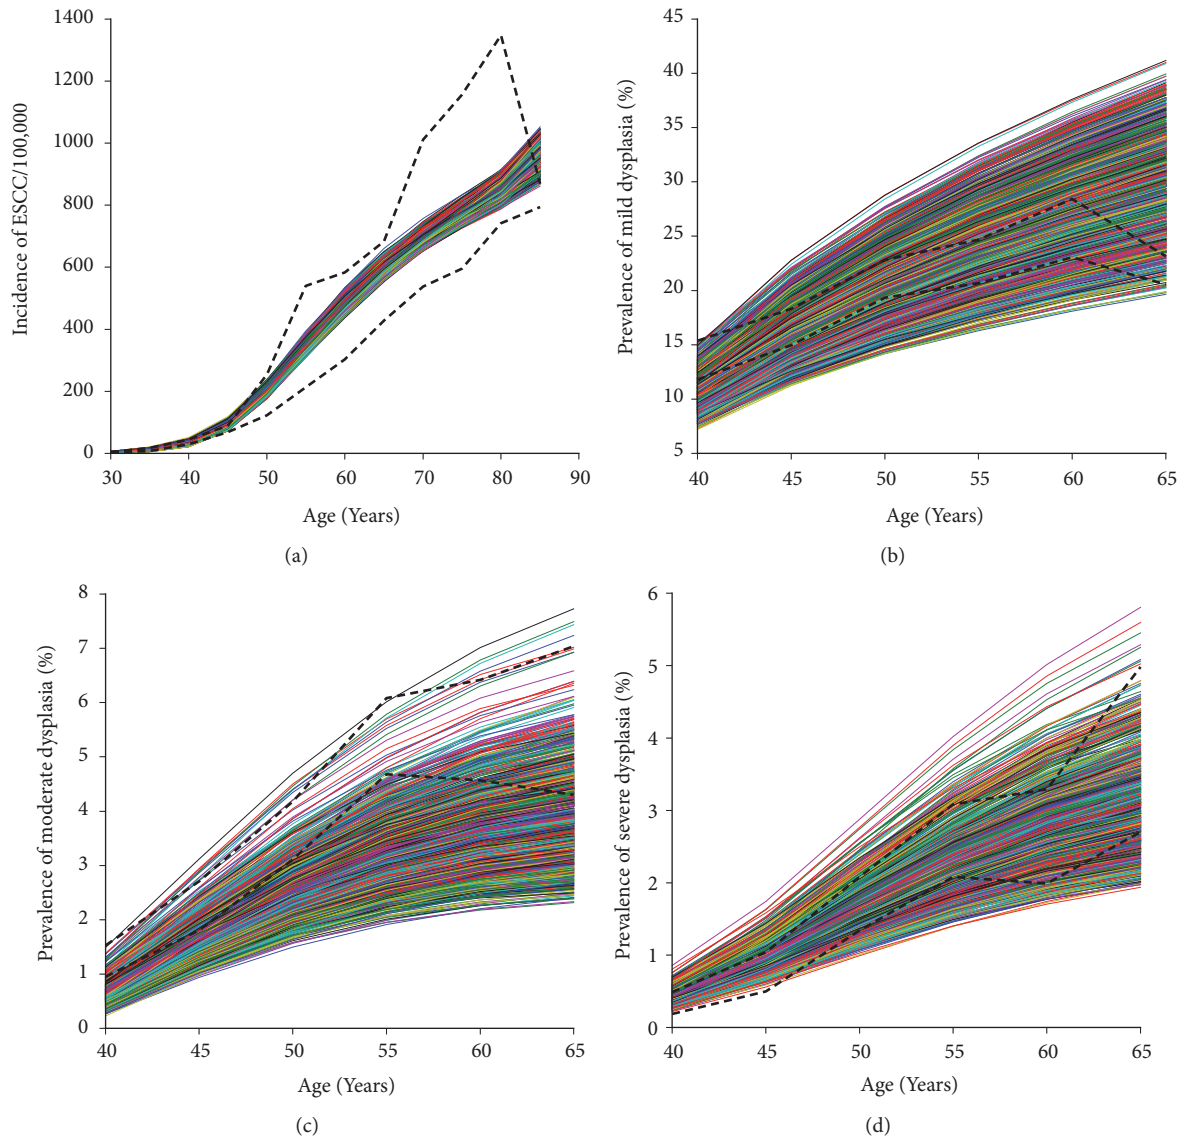 1400
1200
1000
800
600
400
200
0
Incidence of ESCC/100,000
30 40 50 60 70 80 90
Age (Years)
(a)
45
40
35
30
25
20
15
10
5
Prevalence of mild dysplasia (%)
40 45 50 55 60 65
Age (Years)
(b)
8
7
6
5
4
3
2
1
0
Prevalence of moderate dysplasia (%)
40 45 50 55 60 65
Age (Years)
(c)
6
5
4
3
2
1
0
Prevalence of severe dysplasia (%)
40 45 50 55 60 65
Age (Years)
(d)